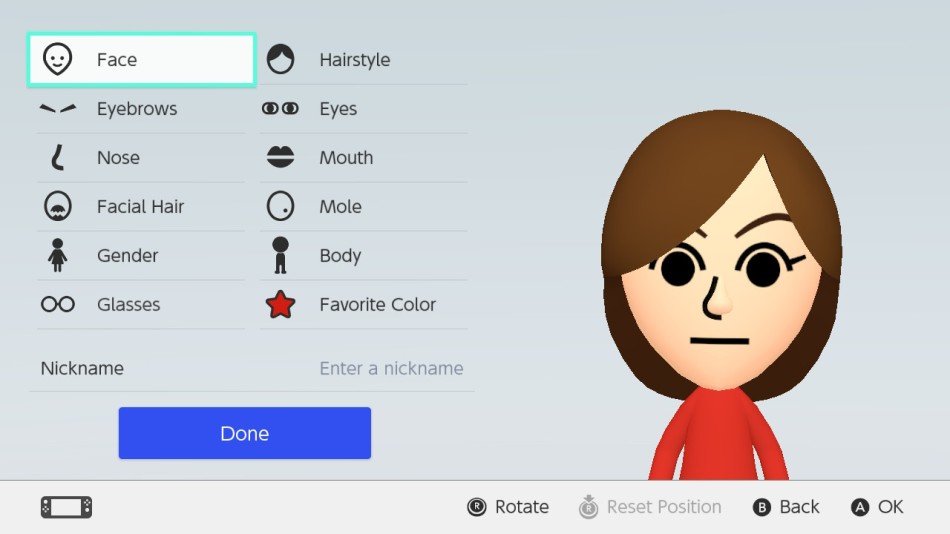 Face
Hairstyle
Eyebrows
Eyes
Nose
Mouth
Facial Hair
Mole
Gender
Body
Glasses
Favorite Color
Nickname
Enter a nickname
Done
R Rotate
R Reset Position
B Back
A OK